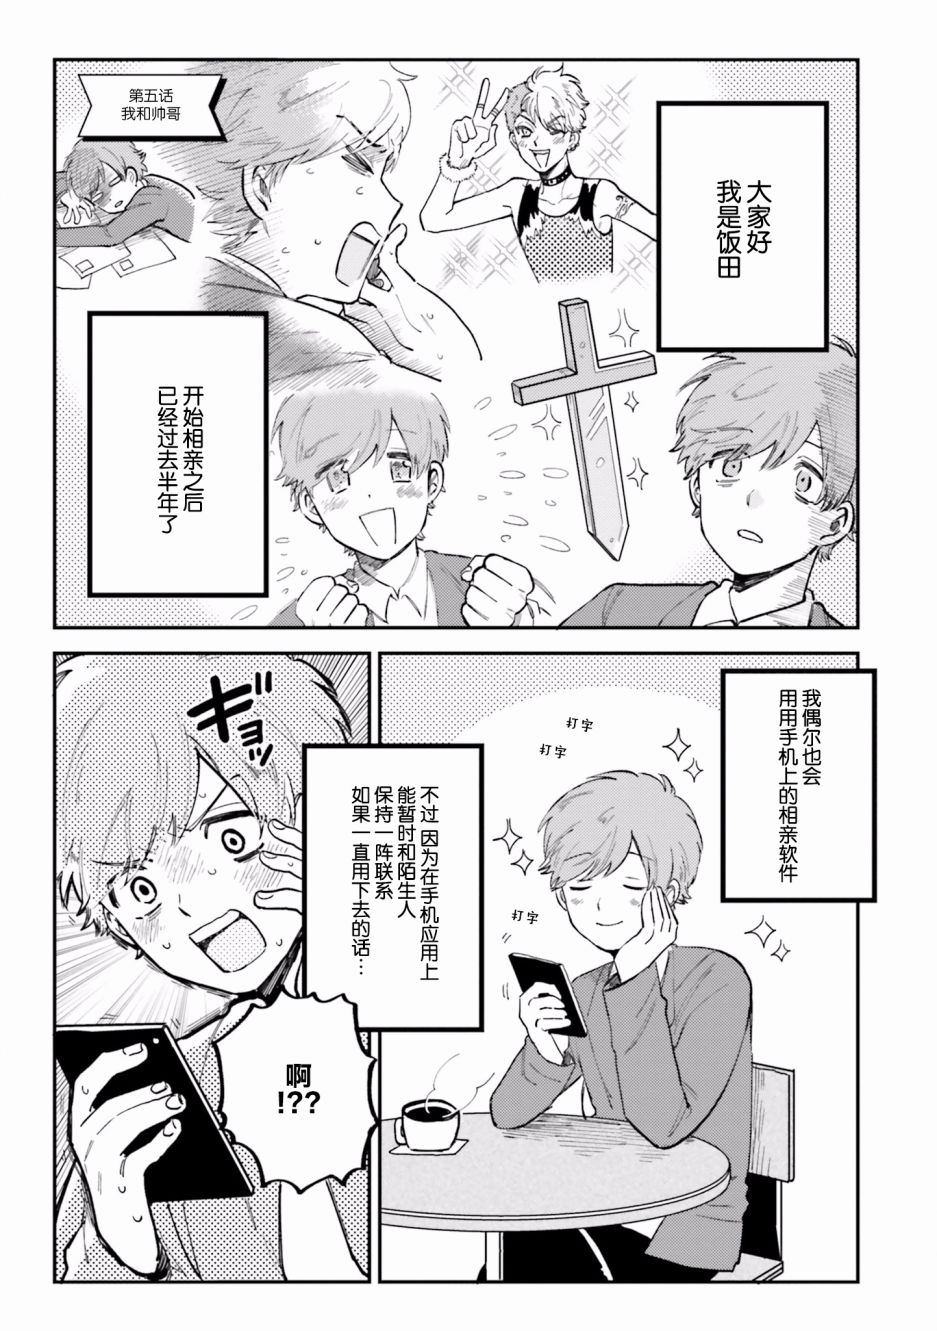 第五话
我和帅哥
大家好
我是饭田
开始相亲之后
已经过去半年了
我偶尔也会
用用手机上的相亲软件
打字
打字
打字
不过 因为在手机应用上
能暂时和陌生人
保持一阵联系
如果一直用下去的话…
ギョッ
啊
!??